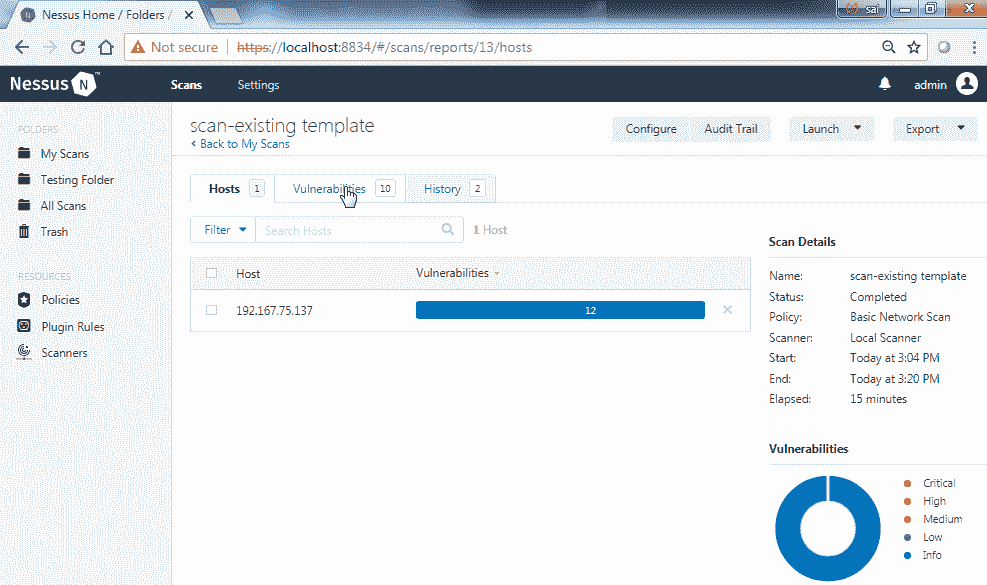 Nessus Home / Folders /
sai
Not secure https://localhost:8834/#/scans/reports/13/hosts
Nessus N Scans Settings admin
FOLDERS
My Scans
Testing Folder
All Scans
Trash
RESOURCES
Policies
Plugin Rules
Scanners
scan-existing template
Back to My Scans
Configure Audit Trail Launch Export
Hosts 1 Vulnerabilities 10 History 2
Filter Search Hosts 1 Host
Host Vulnerabilities
192.167.75.137 12
Scan Details
Name: scan-existing template
Status: Completed
Policy: Basic Network Scan
Scanner: Local Scanner
Start: Today at 3:04 PM
End: Today at 3:20 PM
Elapsed: 15 minutes
Vulnerabilities
Critical
High
Medium
Low
Info